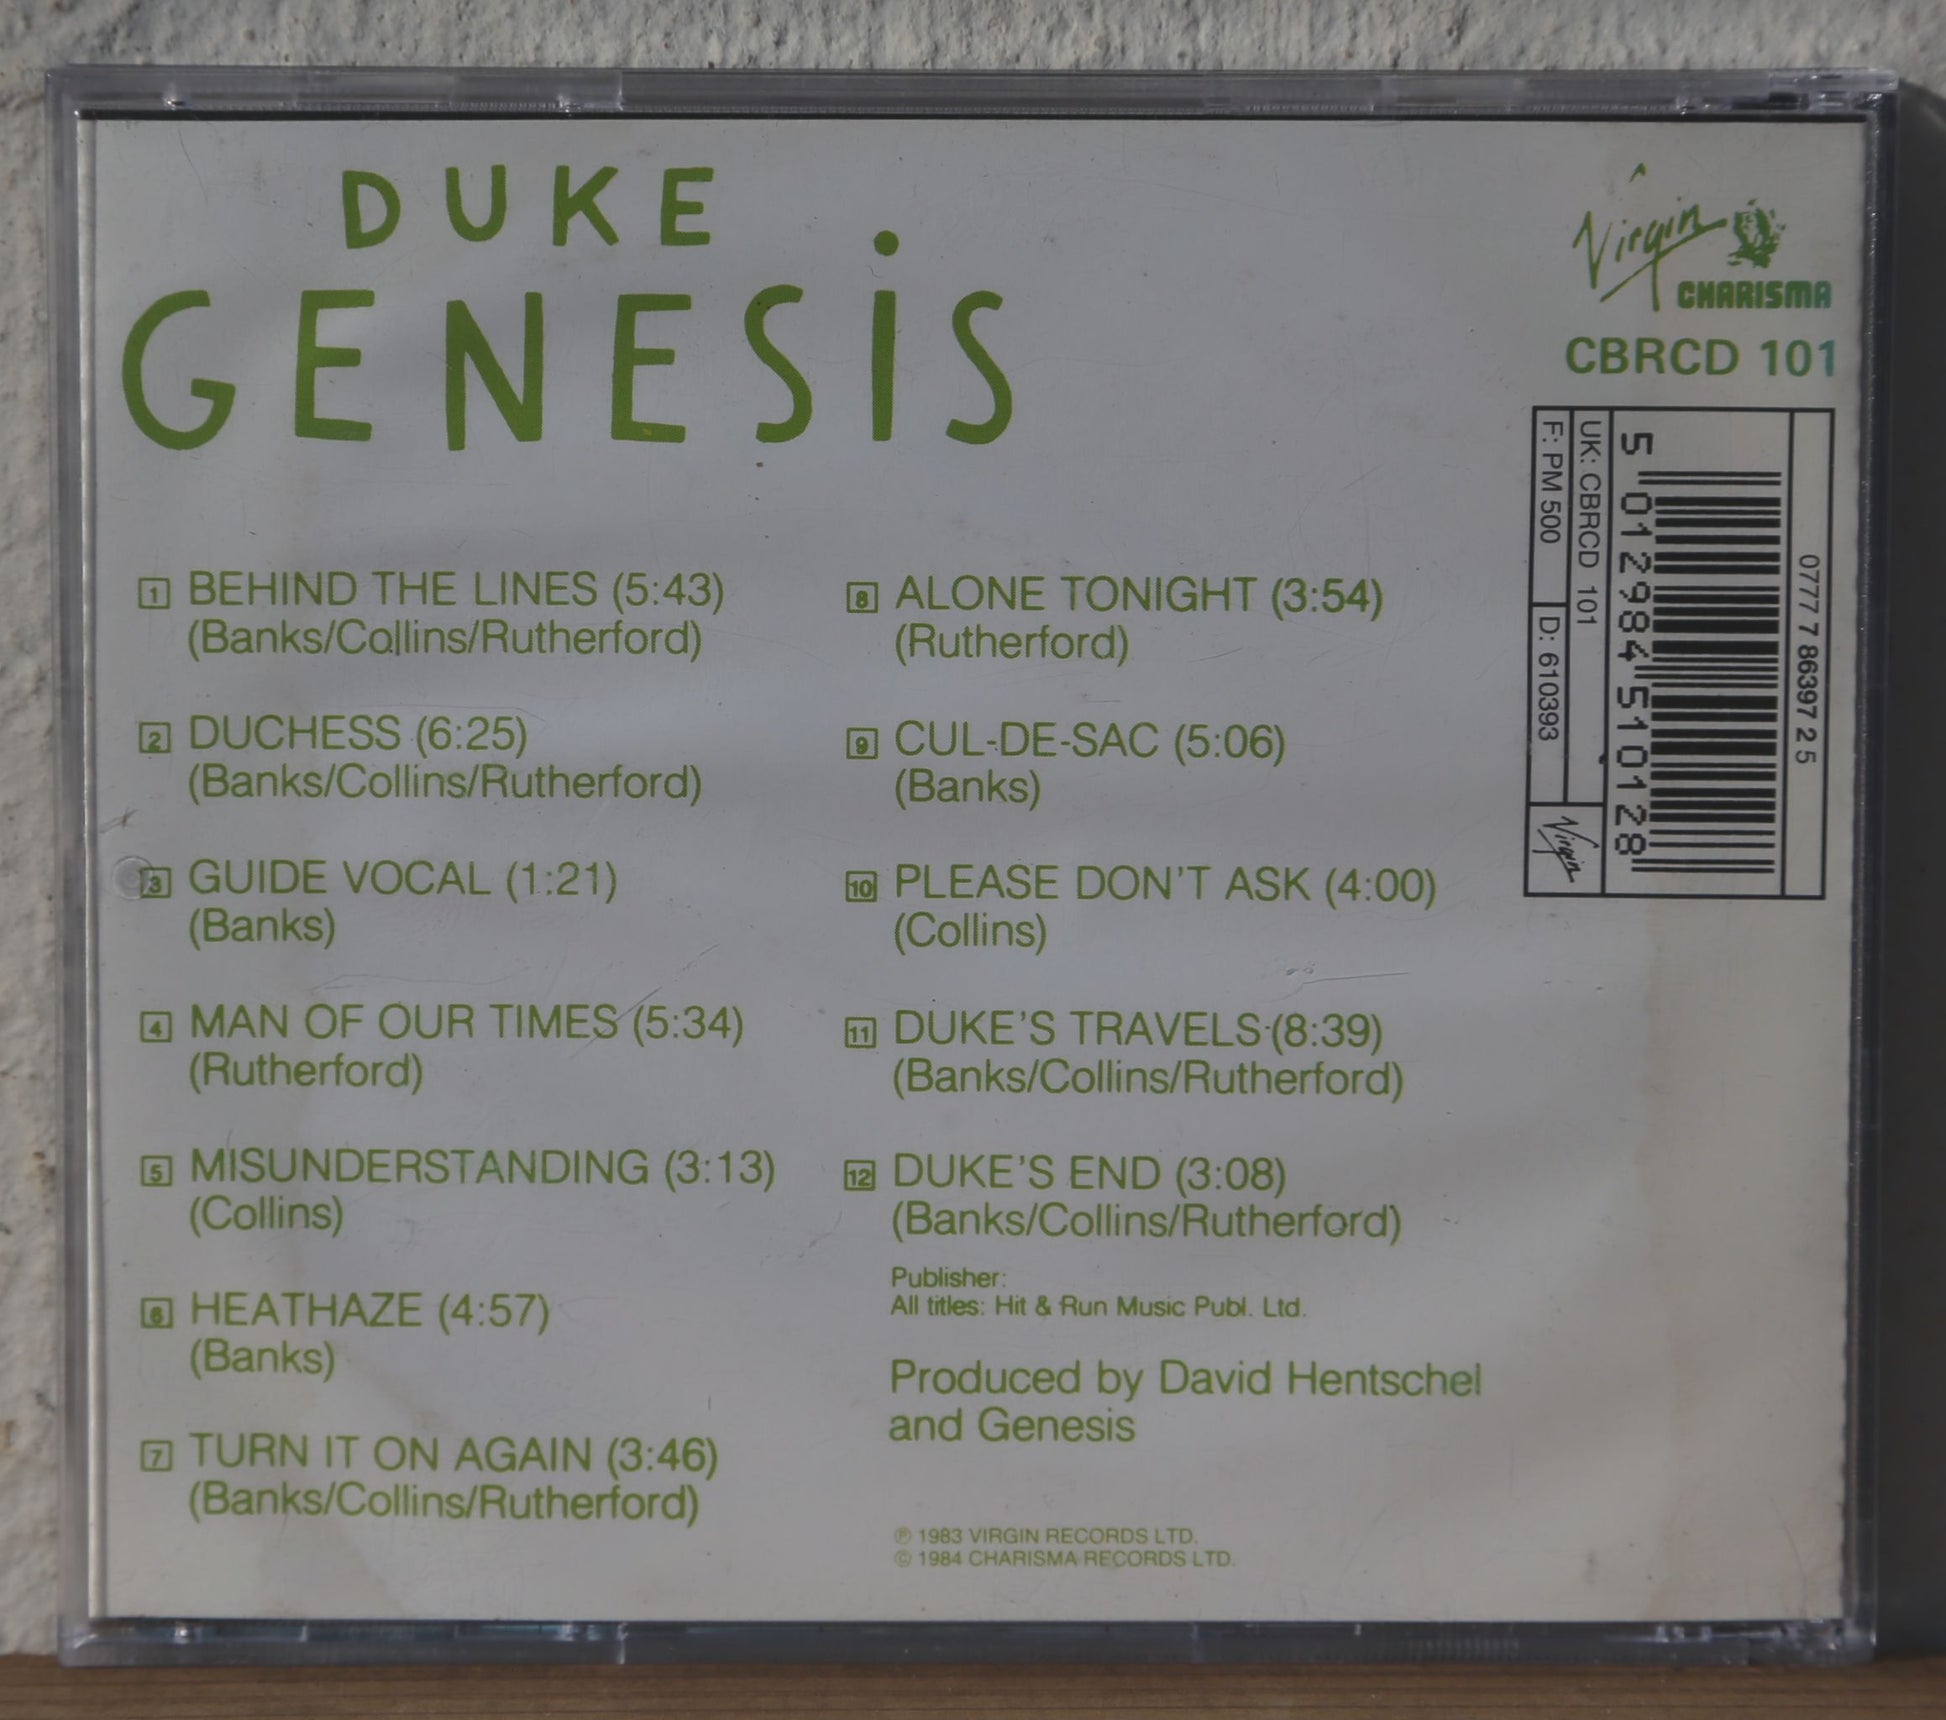 DUKE
GENESIS
1 BEHIND THE LINES (5:43)
(Banks/Collins/Rutherford)
2 DUCHESS (6:25)
(Banks/Collins/Rutherford)
3 GUIDE VOCAL (1:21)
(Banks)
4 MAN OF OUR TIMES (5:34)
(Rutherford)
5 MISUNDERSTANDING (3:13)
(Collins)
6 HEATHAZE (4:57)
(Banks)
7 TURN IT ON AGAIN (3:46)
(Banks/Collins/Rutherford)
8 ALONE TONIGHT (3:54)
(Rutherford)
9 CUL-DE-SAC (5:06)
(Banks)
10 PLEASE DON'T ASK (4:00)
(Collins)
11 DUKE'S TRAVELS (8:39)
(Banks/Collins/Rutherford)
12 DUKE'S END (3:08)
(Banks/Collins/Rutherford)
Publisher:
All titles: Hit & Run Music Publ. Ltd.
Produced by David Hentschel
and Genesis
℗ 1983 VIRGIN RECORDS LTD.
© 1984 CHARISMA RECORDS LTD.
Virgin
CHARISMA
CBRCD 101
0777 7 86397 2 5
5 012984 510128
UK: CBRCD 101
F: PM 500
D: 610393
Virgin